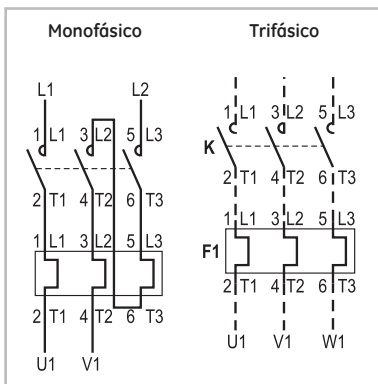 Monofásico Trifásico
L1 L2
1 L1 3 L2 5 L3 1 L1 3 L2 5 L3
K
2 T1 4 T2 6 T3 2 T1 4 T2 6 T3
1 L1 3 L2 5 L3 1 L1 3 L2 5 L3
F1
2 T1 4 T2 6 T3 2 T1 4 T2 6 T3
U1 V1 U1 V1 W1